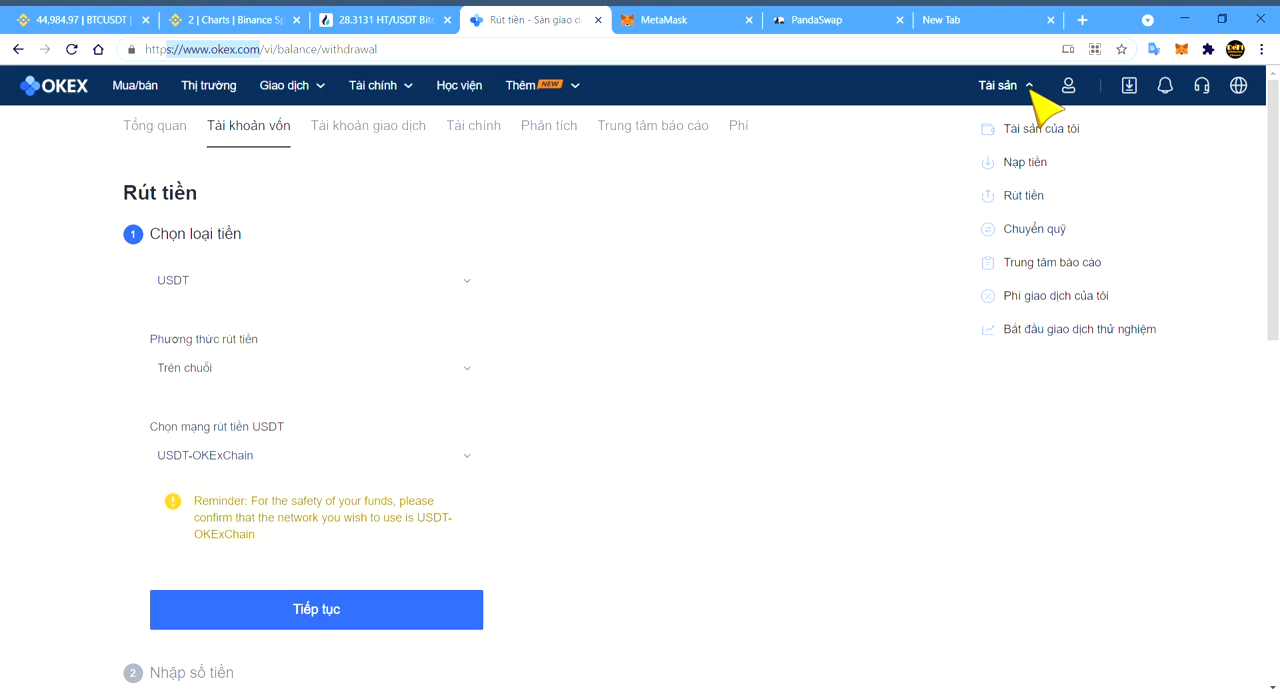 44,984.97 | BTCUSDT |
2 | Charts | Binance Sp
28.3131 HT/USDT Bitc
Rút tiền - Sàn giao d
MetaMask
PandaSwap
New Tab
https://www.okex.com/vi/balance/withdrawal
OKEX Mua/bán Thị trường Giao dịch Tài chính Học viện Thêm NEW Tài sản
Tổng quan Tài khoản vốn Tài khoản giao dịch Tài chính Phân tích Trung tâm báo cáo Phí
Tài sản của tôi
Nạp tiền
Rút tiền
Chuyển quỹ
Trung tâm báo cáo
Phí giao dịch của tôi
Bắt đầu giao dịch thử nghiệm
Rút tiền
1 Chọn loại tiền
USDT
Phương thức rút tiền
Trên chuỗi
Chọn mạng rút tiền USDT
USDT-OKExChain
Reminder: For the safety of your funds, please
confirm that the network you wish to use is USDT-
OKExChain
Tiếp tục
2 Nhập số tiền